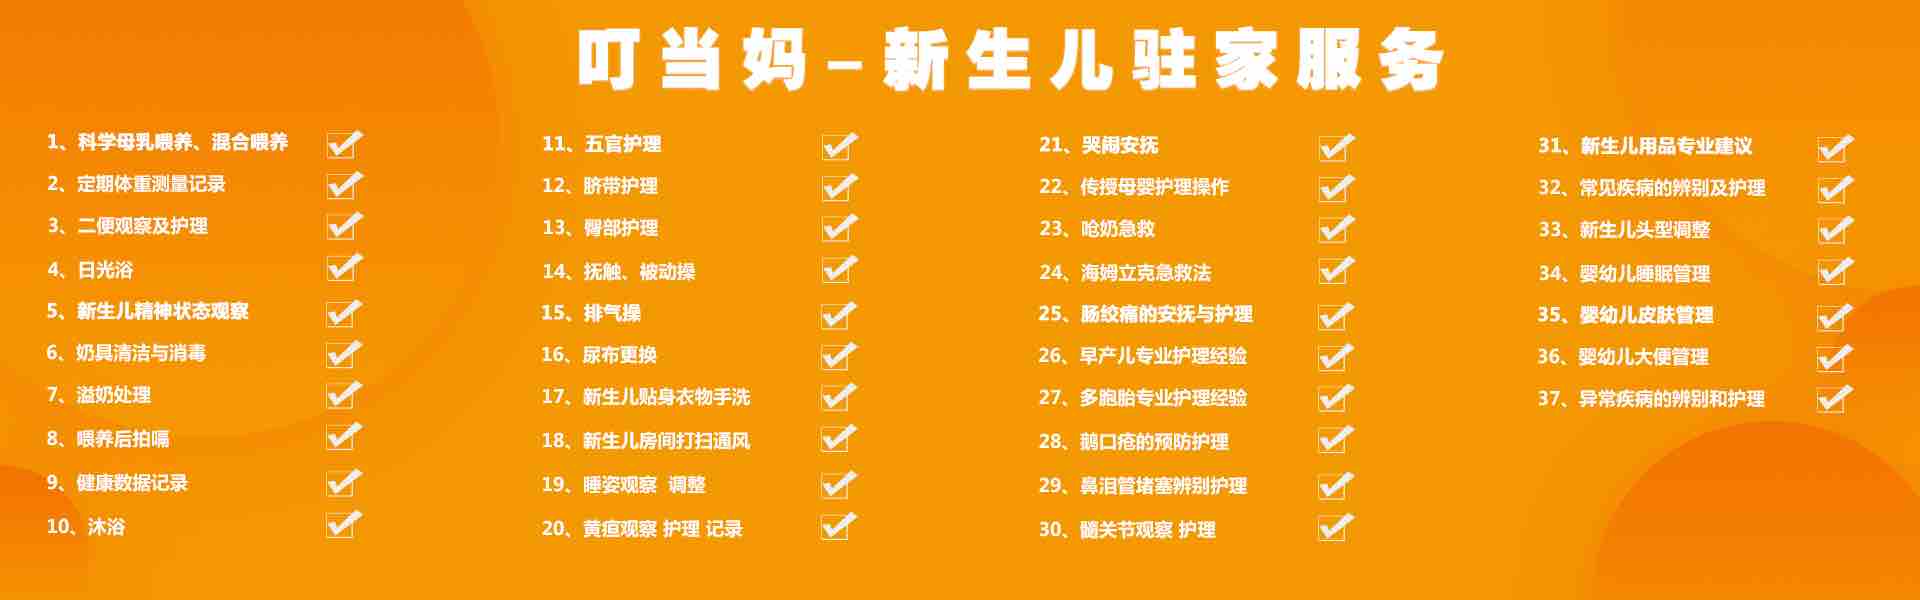 叮当妈–新生儿驻家服务
1、科学母乳喂养、混合喂养
2、定期体重测量记录
3、二便观察及护理
4、日光浴
5、新生儿精神状态观察
6、奶具清洁与消毒
7、溢奶处理
8、喂养后拍嗝
9、健康数据记录
10、沐浴
11、五官护理
12、脐带护理
13、臀部护理
14、抚触、被动操
15、排气操
16、尿布更换
17、新生儿贴身衣物手洗
18、新生儿房间打扫通风
19、睡姿观察 调整
20、黄疸观察 护理 记录
21、哭闹安抚
22、传授母婴护理操作
23、呛奶急救
24、海姆立克急救法
25、肠绞痛的安抚与护理
26、早产儿专业护理经验
27、多胞胎专业护理经验
28、鹅口疮的预防护理
29、鼻泪管堵塞辨别护理
30、髋关节观察 护理
31、新生儿用品专业建议
32、常见疾病的辨别及护理
33、新生儿头型调整
34、婴幼儿睡眠管理
35、婴幼儿皮肤管理
36、婴幼儿大便管理
37、异常疾病的辨别和护理